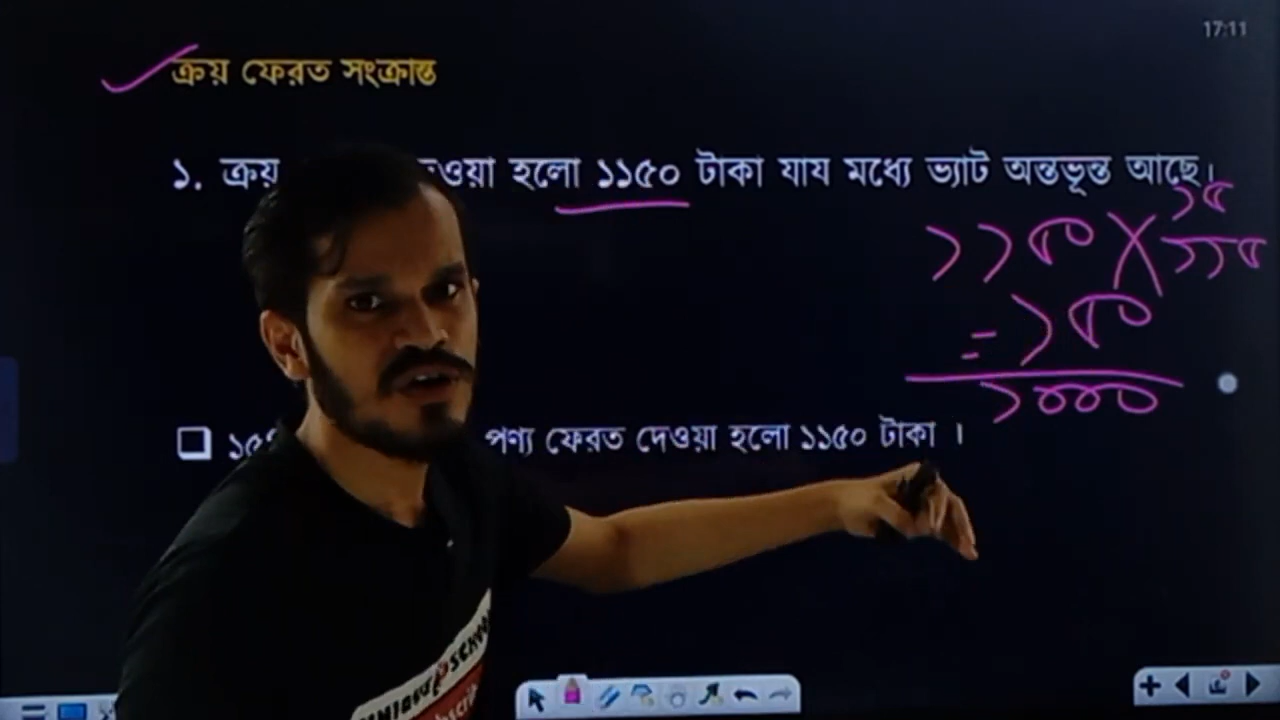 17:11
ক্রয় ফেরত সংক্রান্ত
১. ক্রয় হলো ১১৫০ টাকা যায মধ্যে ভ্যাট অন্তভূন্ত আছে।
১১৫০ × ১৫/১১৫
= ১৫০
১০০০
পণ্য ফেরত দেওয়া হলো ১১৫০ টাকা ।